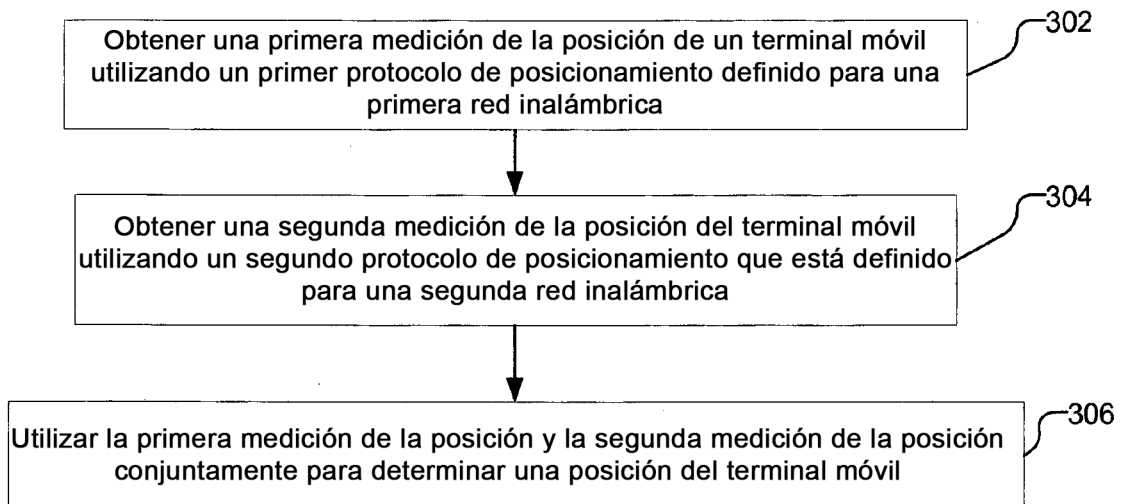 Obtener una primera medición de la posición de un terminal móvil
utilizando un primer protocolo de posicionamiento definido para una
primera red inalámbrica
302
Obtener una segunda medición de la posición del terminal móvil
utilizando un segundo protocolo de posicionamiento que está definido
para una segunda red inalámbrica
304
Utilizar la primera medición de la posición y la segunda medición de la posición
conjuntamente para determinar una posición del terminal móvil
306